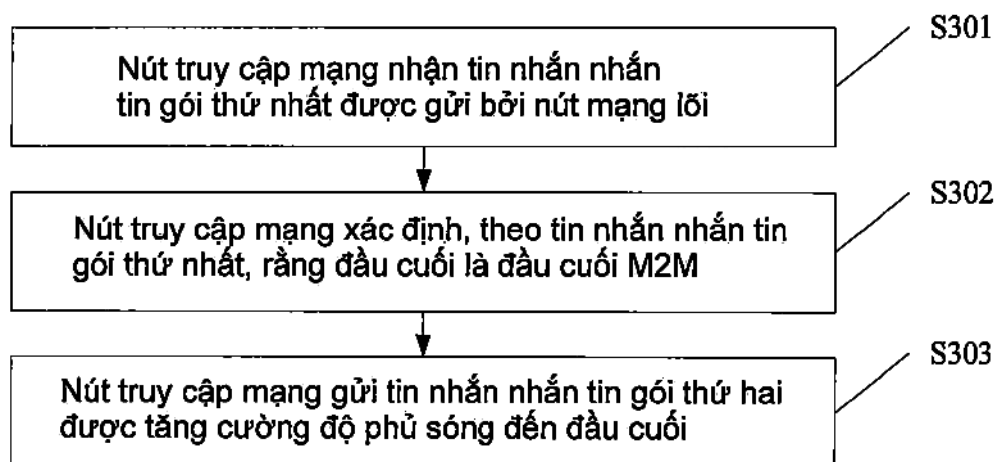 S301
Nút truy cập mạng nhận tin nhắn nhắn
tin gói thứ nhất được gửi bởi nút mạng lõi
S302
Nút truy cập mạng xác định, theo tin nhắn nhắn tin
gói thứ nhất, rằng đầu cuối là đầu cuối M2M
S303
Nút truy cập mạng gửi tin nhắn nhắn tin gói thứ hai
được tăng cường độ phủ sóng đến đầu cuối